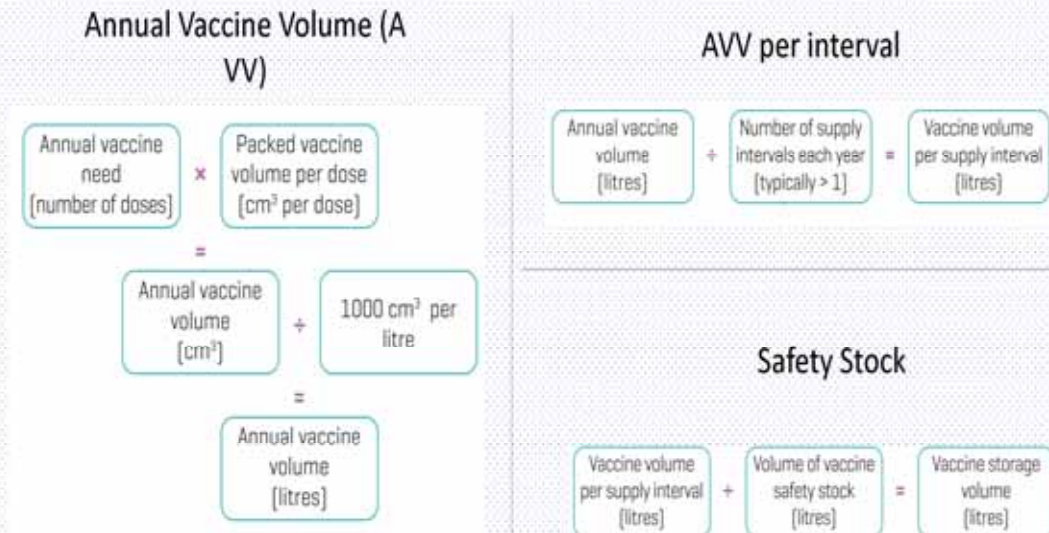 Annual Vaccine Volume (A
VV)
Annual vaccine
need
[number of doses]
×
Packed vaccine
volume per dose
[cm³ per dose]
=
Annual vaccine
volume
[cm³]
÷
1000 cm³ per
litre
=
Annual vaccine
volume
[litres]
AVV per interval
Annual vaccine
volume
[litres]
÷
Number of supply
intervals each year
[typically > 1]
=
Vaccine volume
per supply interval
[litres]
Safety Stock
Vaccine volume
per supply interval
[litres]
+
Volume of vaccine
safety stock
[litres]
=
Vaccine storage
volume
[litres]